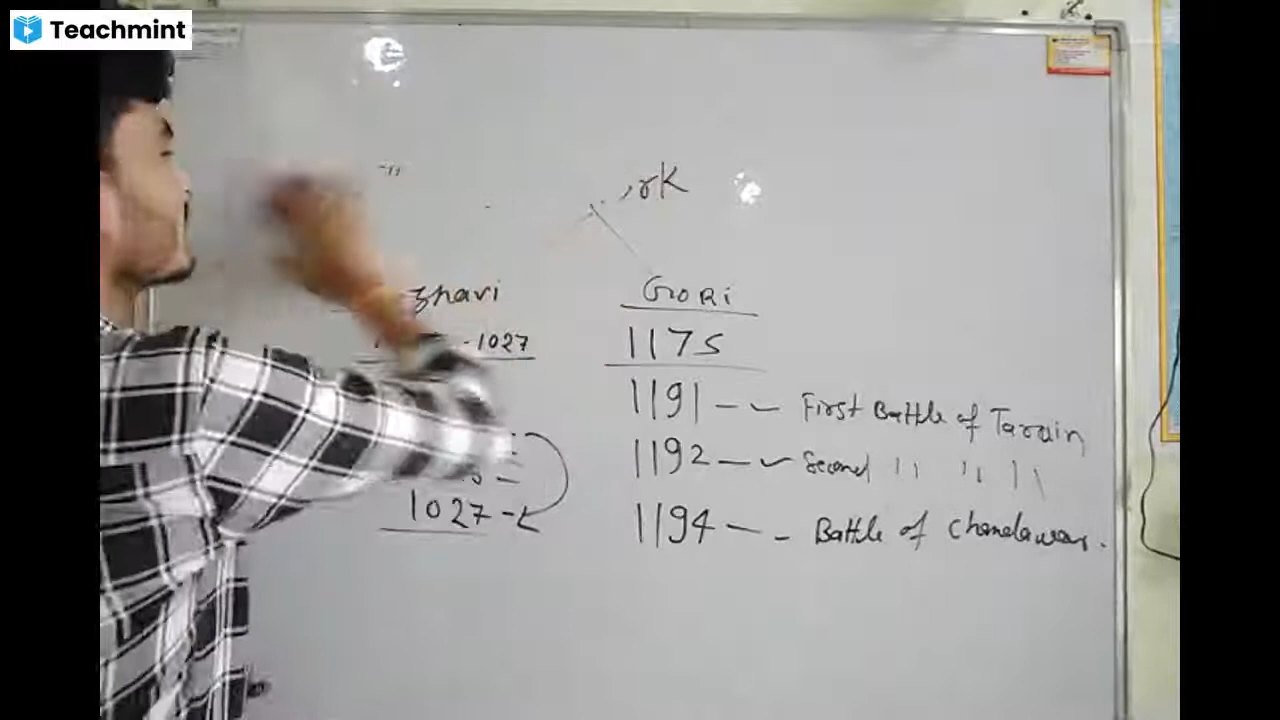 Teachmint
rk
GORI
- 1027
1175
1191 - - First Battle of Tarain
1192 - - Second " " "
1027 -
1194 - - Battle of Chandawar.